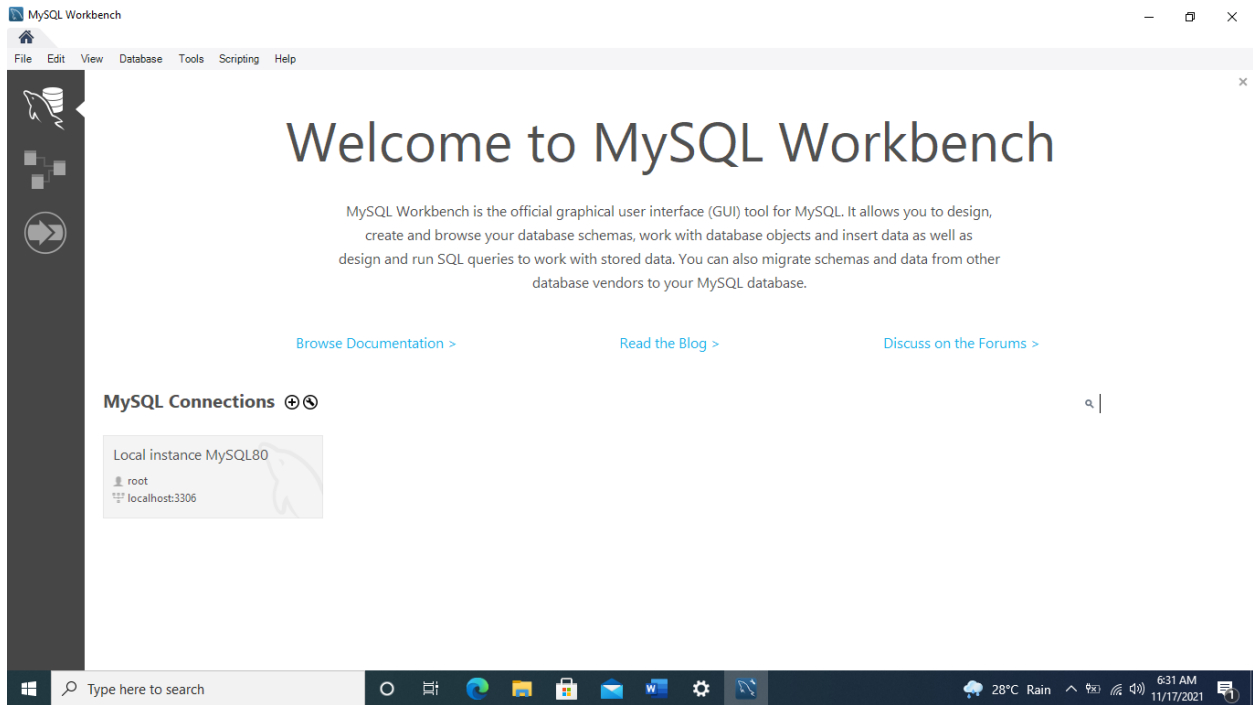 MySQL Workbench
File Edit View Database Tools Scripting Help
Welcome to MySQL Workbench
MySQL Workbench is the official graphical user interface (GUI) tool for MySQL. It allows you to design,
create and browse your database schemas, work with database objects and insert data as well as
design and run SQL queries to work with stored data. You can also migrate schemas and data from other
database vendors to your MySQL database.
Browse Documentation > Read the Blog > Discuss on the Forums >
MySQL Connections
Local instance MySQL80
root
localhost:3306
Type here to search
28°C Rain
6:31 AM
11/17/2021
1